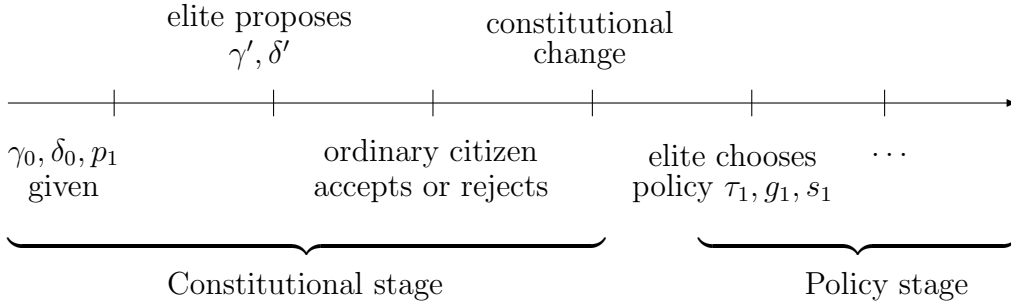 elite proposes
γ′, δ′
constitutional
change
γ₀, δ₀, p₁
given
ordinary citizen
accepts or rejects
elite chooses
policy τ₁, g₁, s₁
⋯
Constitutional stage
Policy stage